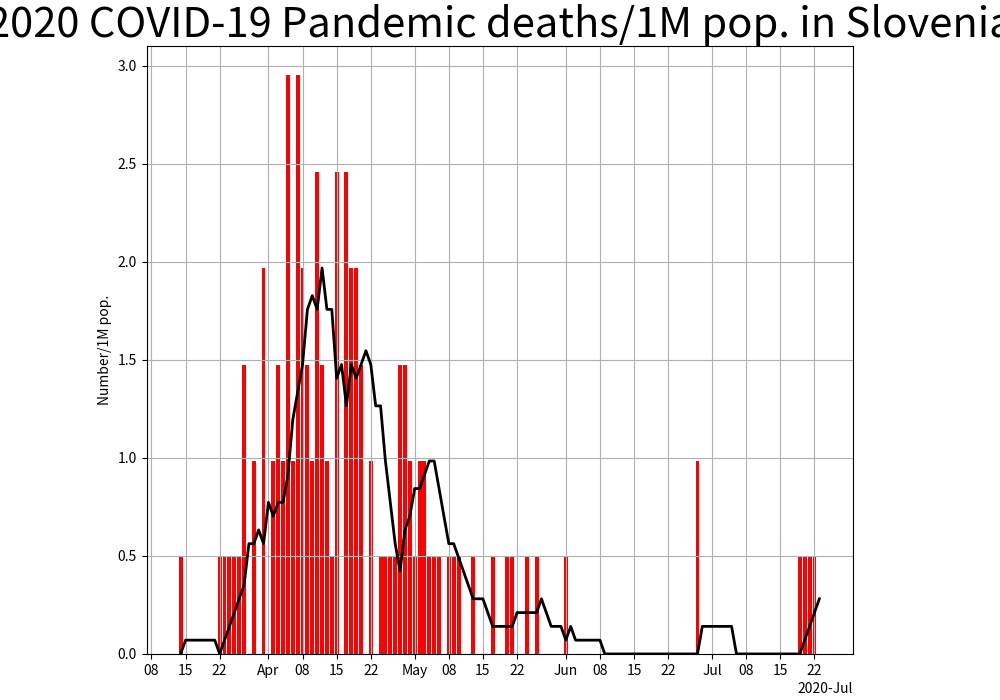 2020 COVID-19 Pandemic deaths/1M pop. in Slovenia
3.0
2.5
2.0
1.5
1.0
0.5
0.0
Number/1M pop.
08 15 22 Apr 08 15 22 May 08 15 22 Jun 08 15 22 Jul 08 15 22
2020-Jul